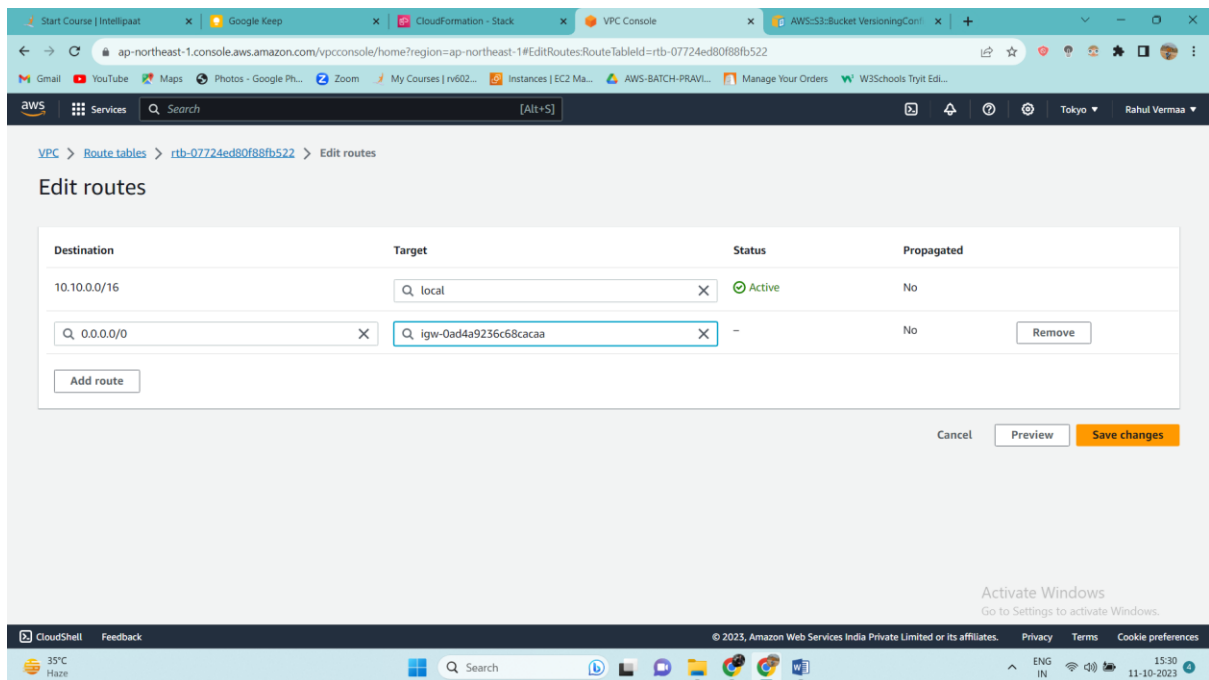 Start Course | Intellipaat
Google Keep
CloudFormation - Stack
VPC Console
AWS::S3::Bucket VersioningConfi
ap-northeast-1.console.aws.amazon.com/vpcconsole/home?region=ap-northeast-1#EditRoutes:RouteTableId=rtb-07724ed80f88fb522
Gmail YouTube Maps Photos - Google Ph... Zoom My Courses | rv602... Instances | EC2 Ma... AWS-BATCH-PRAVI... Manage Your Orders W3Schools Tryit Edi...
aws Services Search [Alt+S] Tokyo Rahul Vermaa
VPC > Route tables > rtb-07724ed80f88fb522 > Edit routes
Edit routes
Destination Target Status Propagated
10.10.0.0/16 local Active No
0.0.0.0/0 igw-0ad4a9236c68cacaa – No Remove
Add route
Cancel Preview Save changes
Activate Windows
Go to Settings to activate Windows.
CloudShell Feedback © 2023, Amazon Web Services India Private Limited or its affiliates. Privacy Terms Cookie preferences
35°C
Haze
Search
ENG
IN
15:30
11-10-2023
4